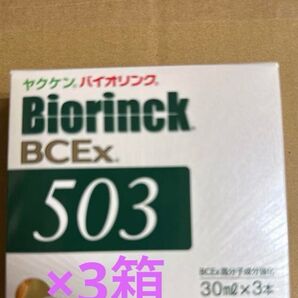 ヤクケン®バイオリンク®
Biorinck®
BCEx®
503
BCEx高分子成分強化
30mℓ×3本
×3箱